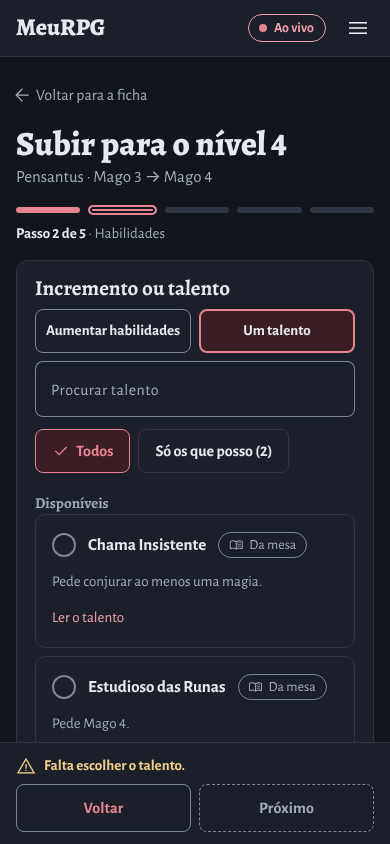 MeuRPG
Ao vivo
Voltar para a ficha
Subir para o nível 4
Pensantus · Mago 3 → Mago 4
Passo 2 de 5 · Habilidades
Incremento ou talento
Aumentar habilidades
Um talento
Procurar talento
Todos
Só os que posso (2)
Disponíveis
Chama Insistente
Da mesa
Pede conjurar ao menos uma magia.
Ler o talento
Estudioso das Runas
Da mesa
Pede Mago 4.
Falta escolher o talento.
Voltar
Próximo